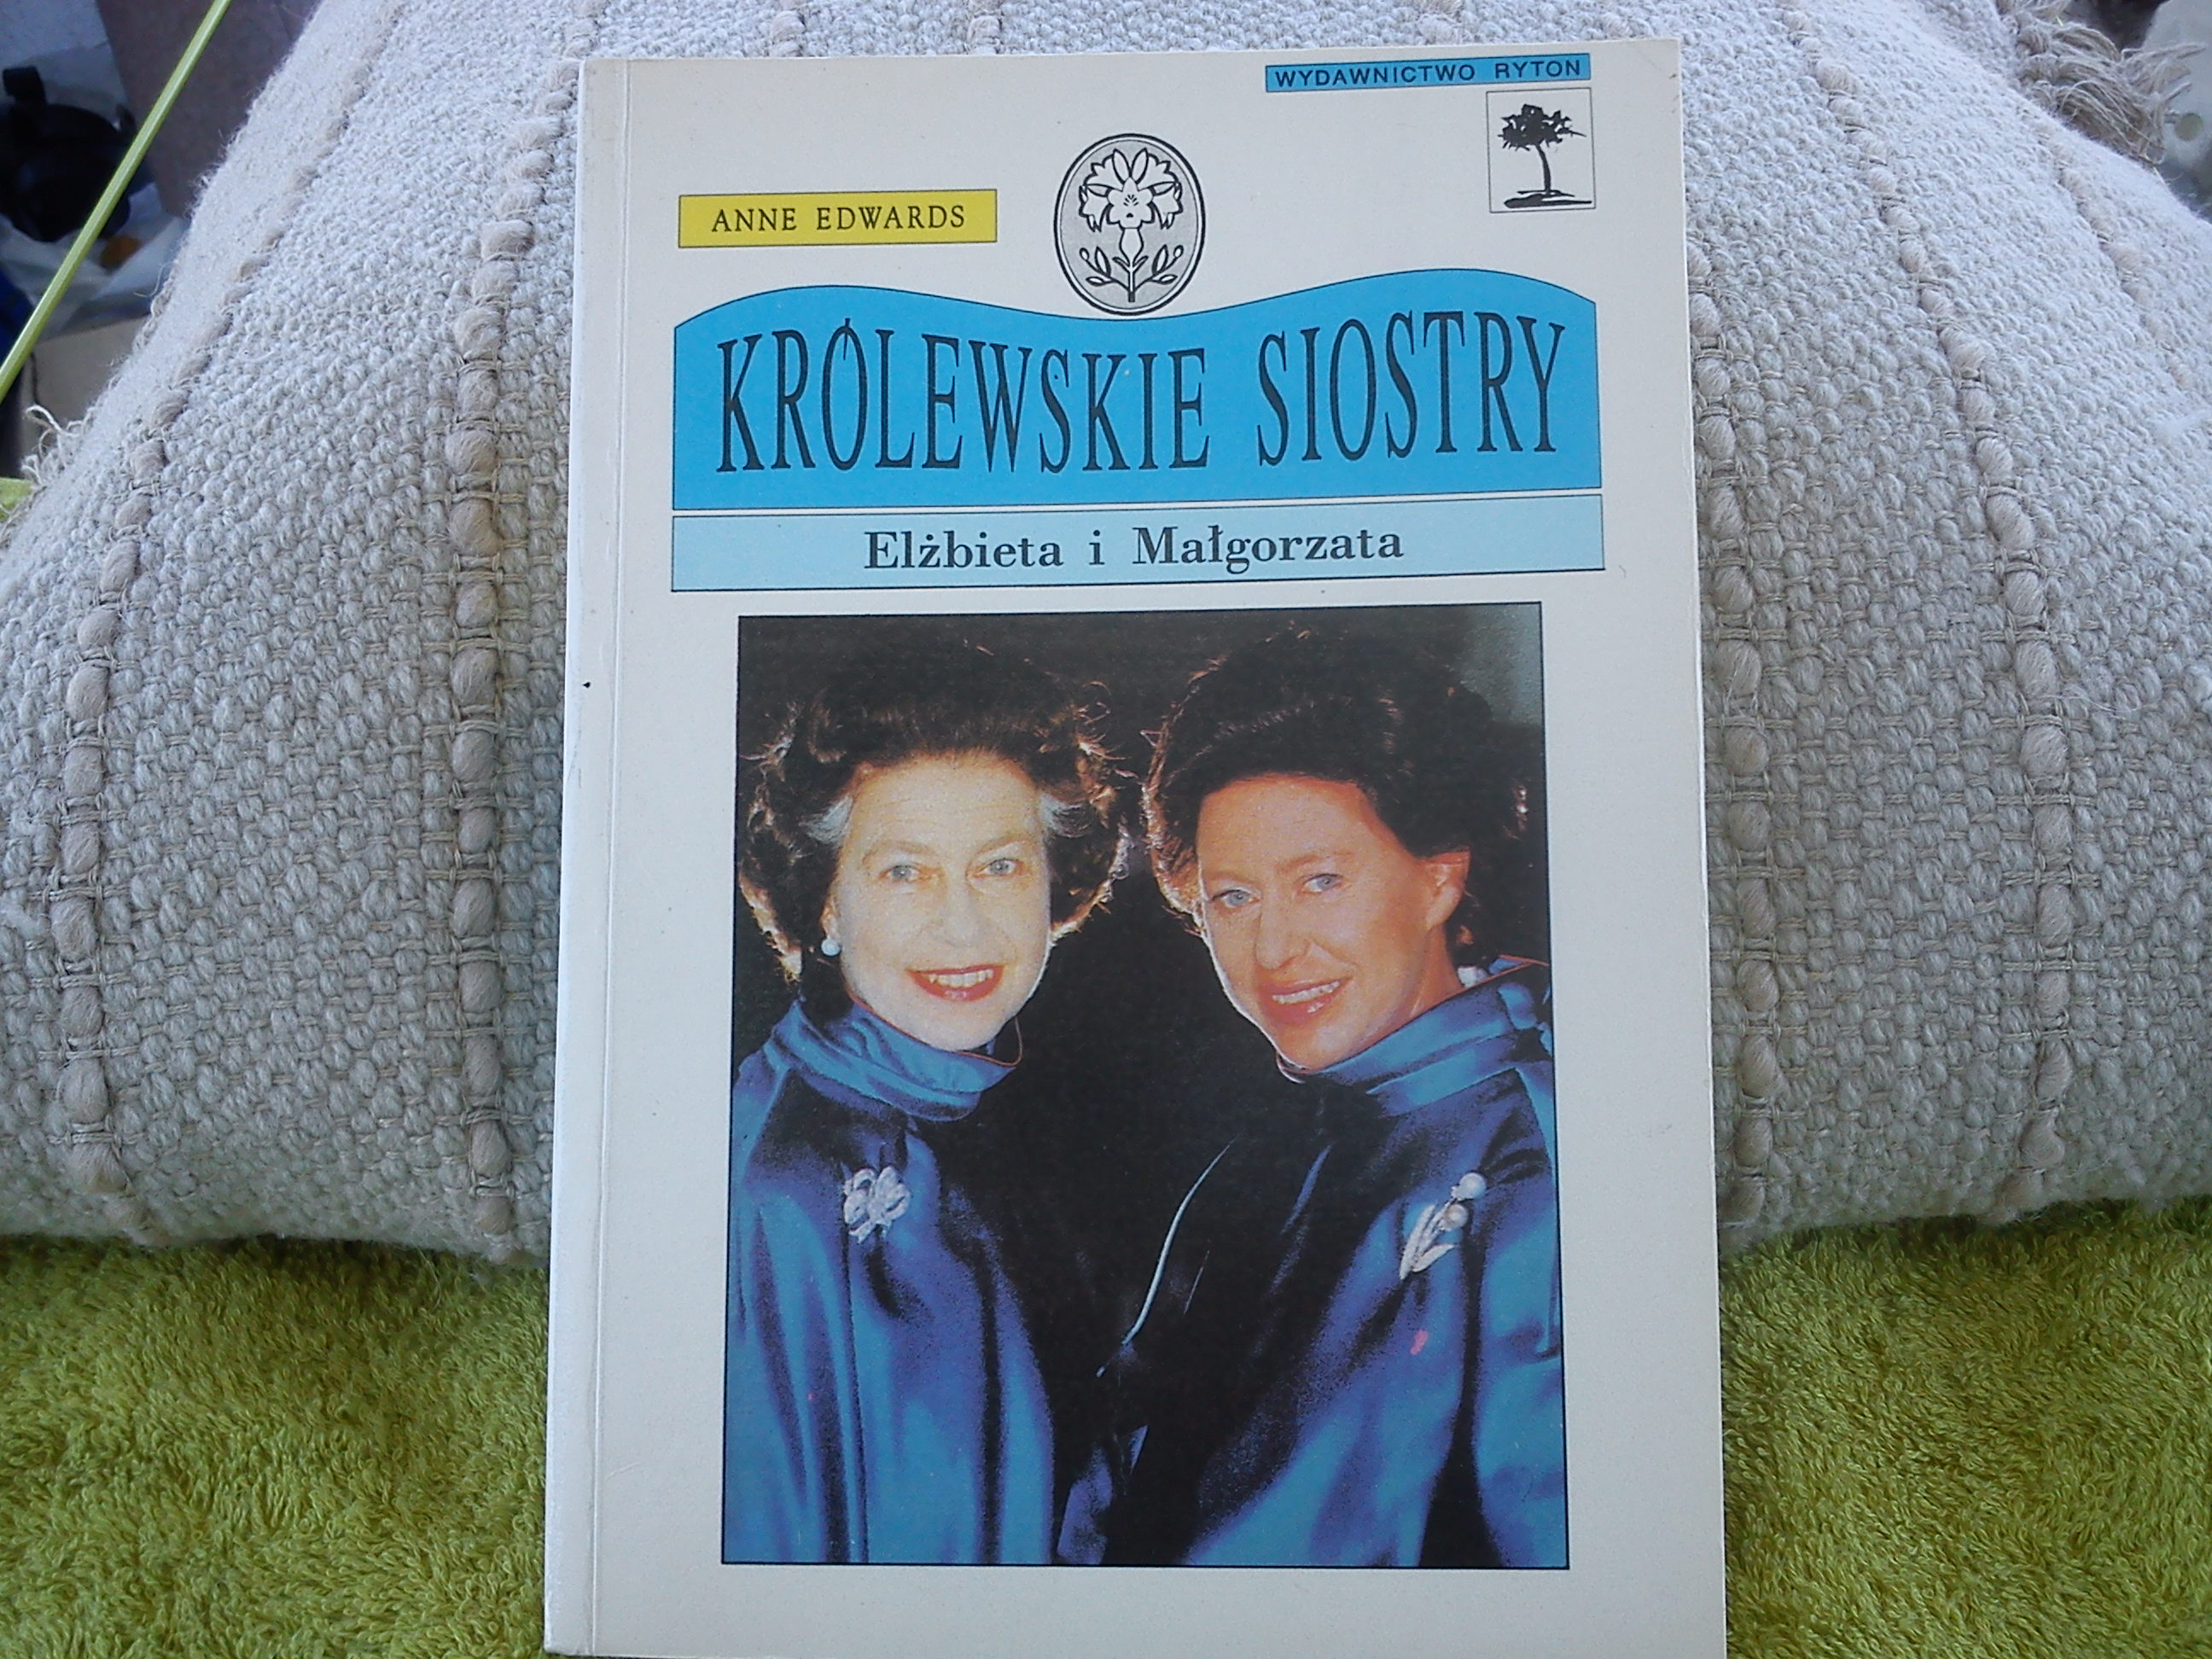 WYDAWNICTWO RYTON
ANNE EDWARDS
KRÓLEWSKIE SIOSTRY
Elżbieta i Małgorzata